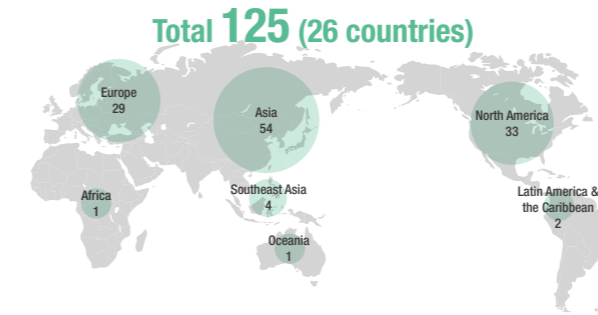 Total 125 (26 countries)
Europe
29
Asia
54
North America
33
Africa
1
Southeast Asia
4
Latin America &
the Caribbean
2
Oceania
1